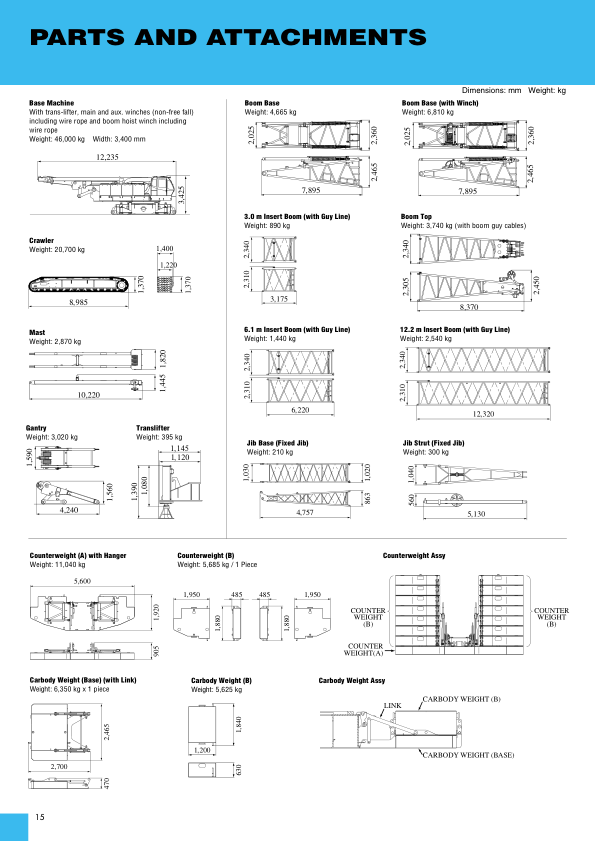 PARTS AND ATTACHMENTS
Dimensions: mm Weight: kg
Base Machine
With trans-lifter, main and aux. winches (non-free fall)
including wire rope and boom hoist winch including
wire rope
Weight: 46,000 kg Width: 3,400 mm
12,235
3,425
Crawler
Weight: 20,700 kg
1,400
1,220
1,370
1,370
8,985
Mast
Weight: 2,870 kg
1,820
1,445
10,220
Gantry
Weight: 3,020 kg
1,590
1,560
4,240
Translifter
Weight: 395 kg
1,145
1,120
1,390
1,080
Boom Base
Weight: 4,665 kg
2,025
2,360
2,465
7,895
Boom Base (with Winch)
Weight: 6,810 kg
2,025
2,360
2,465
7,895
3.0 m Insert Boom (with Guy Line)
Weight: 890 kg
2,340
2,310
3,175
Boom Top
Weight: 3,740 kg (with boom guy cables)
2,340
2,305
2,450
8,370
6.1 m Insert Boom (with Guy Line)
Weight: 1,440 kg
2,340
2,310
6,220
12.2 m Insert Boom (with Guy Line)
Weight: 2,540 kg
2,340
2,310
12,320
Jib Base (Fixed Jib)
Weight: 210 kg
1,030
1,020
863
4,757
Jib Strut (Fixed Jib)
Weight: 300 kg
1,040
560
5,130
Counterweight (A) with Hanger
Weight: 11,040 kg
5,600
1,920
905
Counterweight (B)
Weight: 5,685 kg / 1 Piece
1,950
485
485
1,950
1,880
1,880
Counterweight Assy
COUNTER
WEIGHT
(B)
COUNTER
WEIGHT
(B)
COUNTER
WEIGHT(A)
Carbody Weight (Base) (with Link)
Weight: 6,350 kg x 1 piece
2,465
2,700
470
Carbody Weight (B)
Weight: 5,625 kg
1,840
1,200
630
Carbody Weight Assy
CARBODY WEIGHT (B)
LINK
CARBODY WEIGHT (BASE)
15